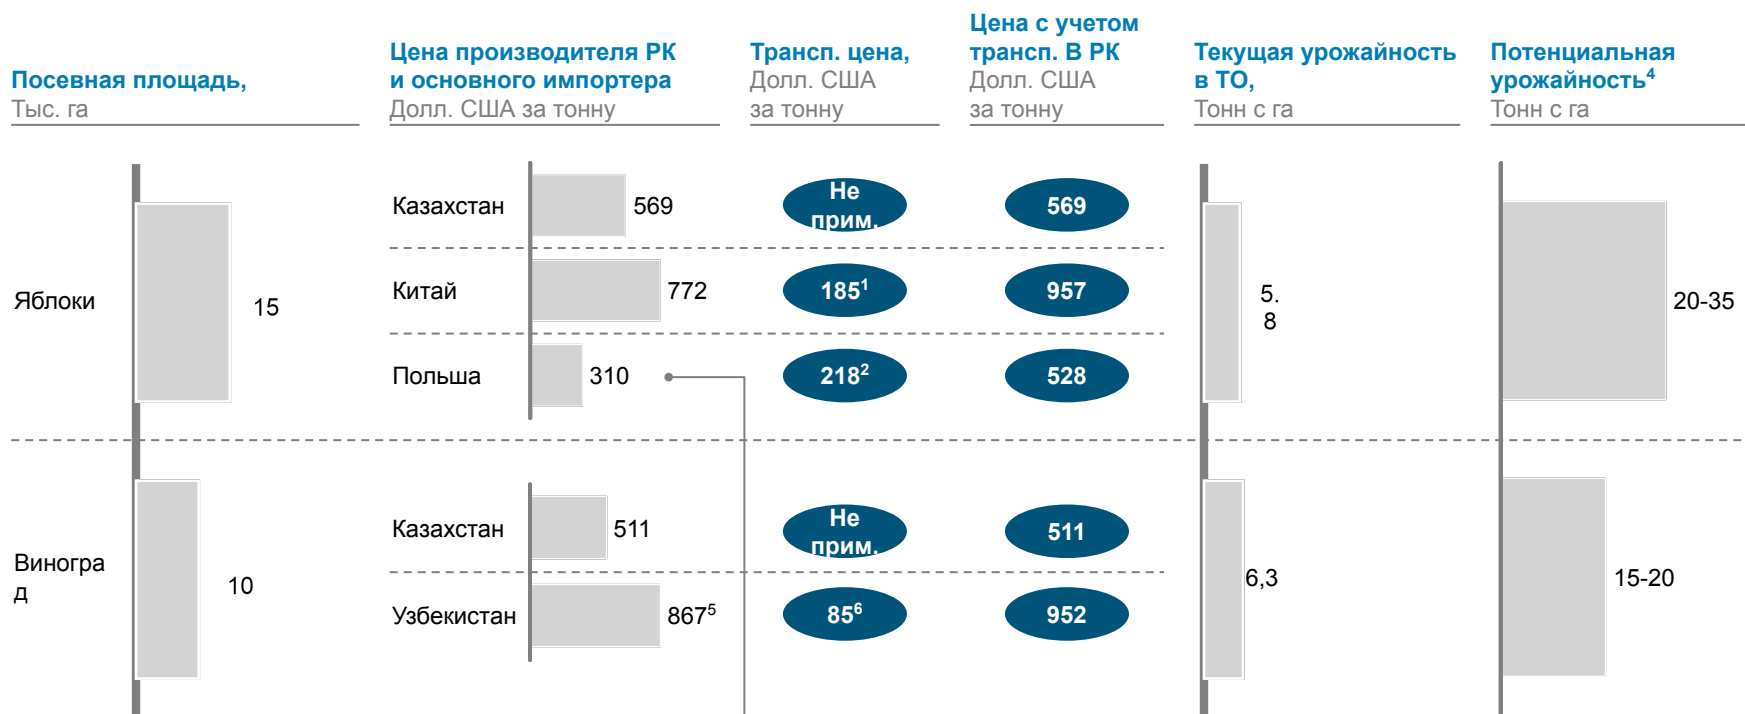 Посевная площадь,
Тыс. га
Цена производителя РК
и основного импортера
Долл. США за тонну
Трансп. цена,
Долл. США
за тонну
Цена с учетом
трансп. В РК
Долл. США
за тонну
Текущая урожайность
в ТО,
Тонн с га
Потенциальная
урожайность⁴
Тонн с га
Яблоки
15
Казахстан
569
Не
прим.
569
Китай
772
185¹
957
Польша
310
218²
528
5.
8
20-35
Виногра
д
10
Казахстан
511
Не
прим.
511
Узбекистан
867⁵
85⁶
952
6,3
15-20